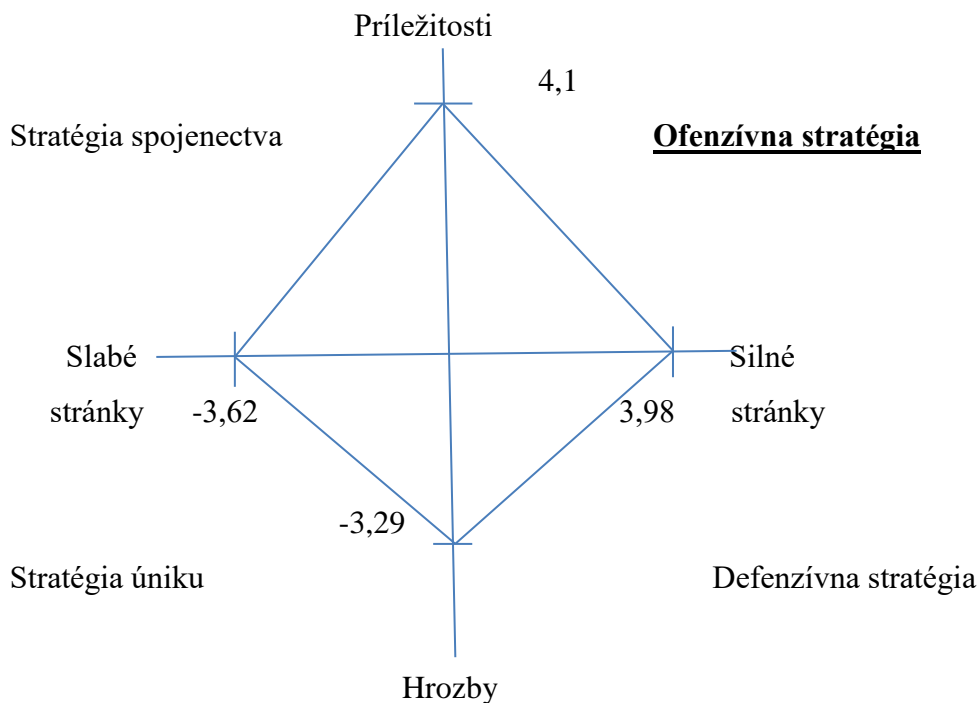 Príležitosti
4,1
Stratégia spojenectva
Ofenzívna stratégia
Slabé
Silné
stránky
-3,62
3,98
stránky
-3,29
Stratégia úniku
Defenzívna stratégia
Hrozby